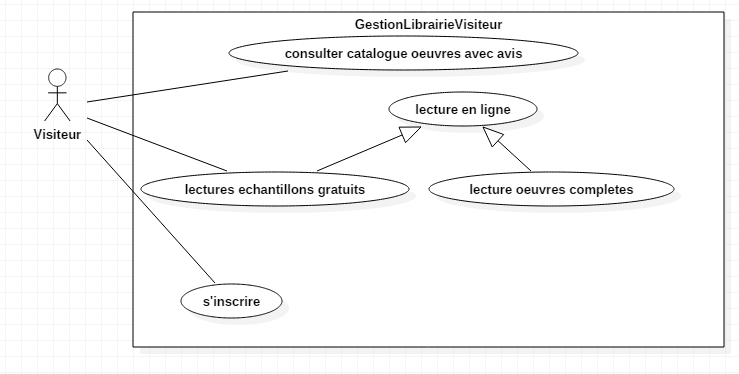 GestionLibrairieVisiteur
consulter catalogue oeuvres avec avis
lecture en ligne
Visiteur
lectures echantillons gratuits
lecture oeuvres completes
s'inscrire